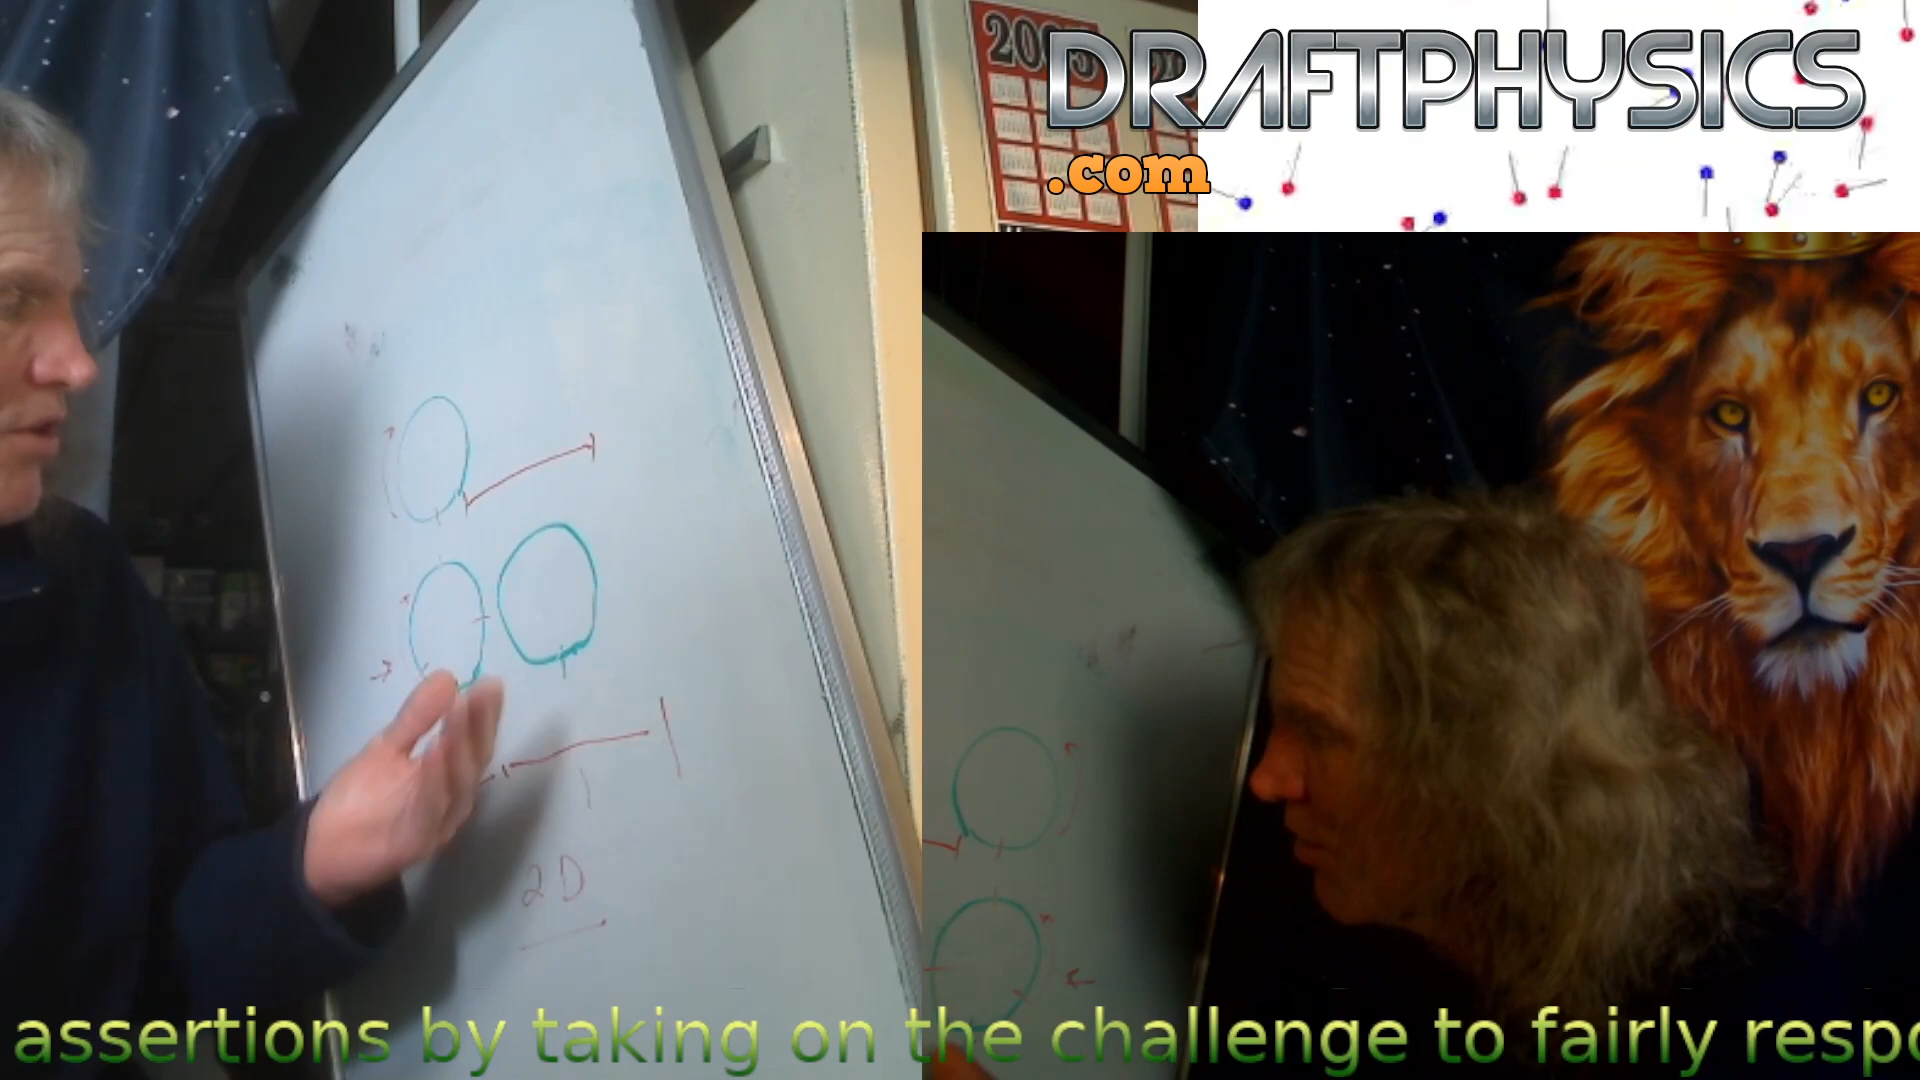 DRAFTPHYSICS
.com
2D
assertions by taking on the challenge to fairly respo